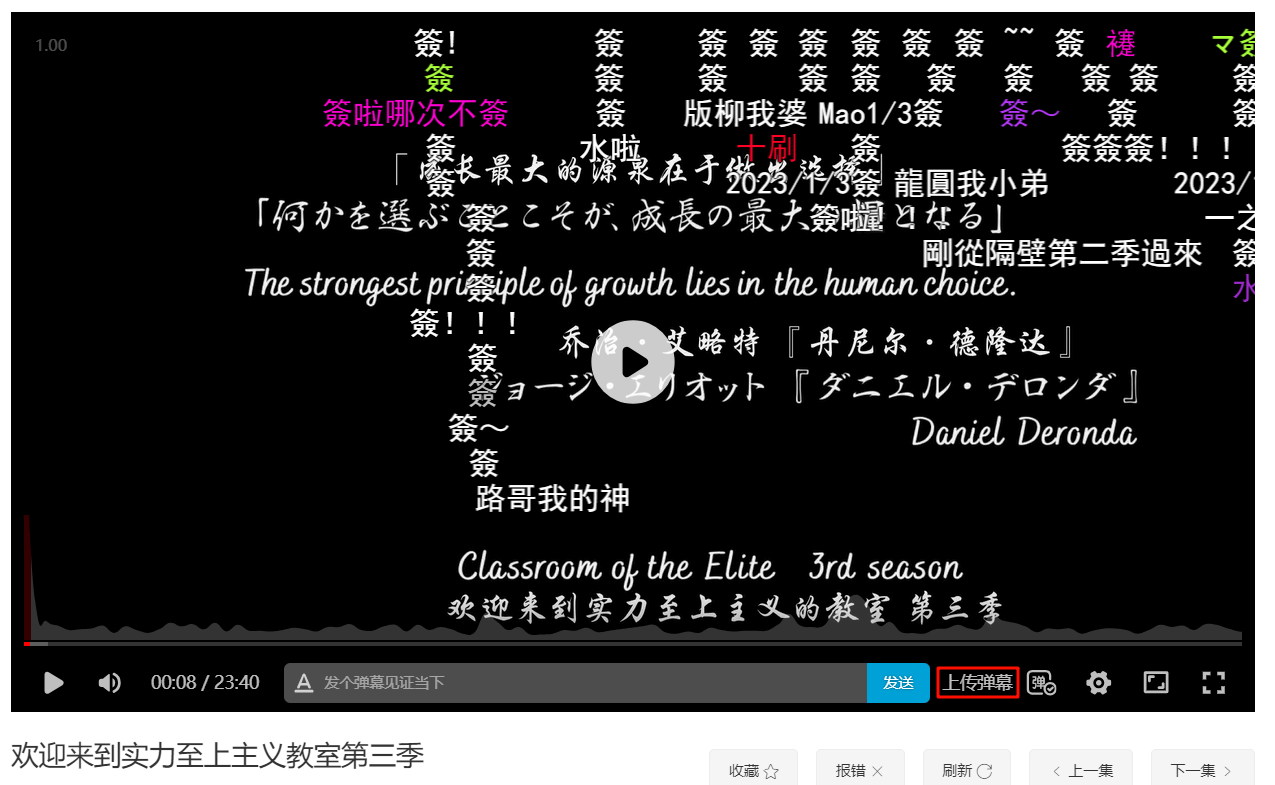 1.00
簽!
簽
簽 簽 簽 簽 簽 簽 ~~ 簽
マ簽
簽
簽
簽 簽 簽 簽 簽 簽 簽 簽
簽啦哪次不簽
簽
版柳我婆 Mao1/3簽
簽～
簽
簽
簽
水啦
十刷
簽
簽簽簽！！！
「成长最大的源泉在于做出选择」
簽
2023/1/3簽
龍圓我小弟
2023/1
「何かを選ぶことこそが、成長の最大の糧となる」
簽
簽啦!
一之
簽
剛從隔壁第二季過來
簽
The strongest principle of growth lies in the human choice.
簽
水
簽！！！
乔治・艾略特 『丹尼尔・德隆达』
簽
ジョージ・エリオット 『ダニエル・デロンダ』
簽
簽～
Daniel Deronda
簽
路哥我的神
Classroom of the Elite 3rd season
欢迎来到实力至上主义的教室 第三季
00:08 / 23:40
A 发个弹幕见证当下
发送
上传弹幕
弹
欢迎来到实力至上主义教室第三季
收藏
报错
刷新
上一集
下一集